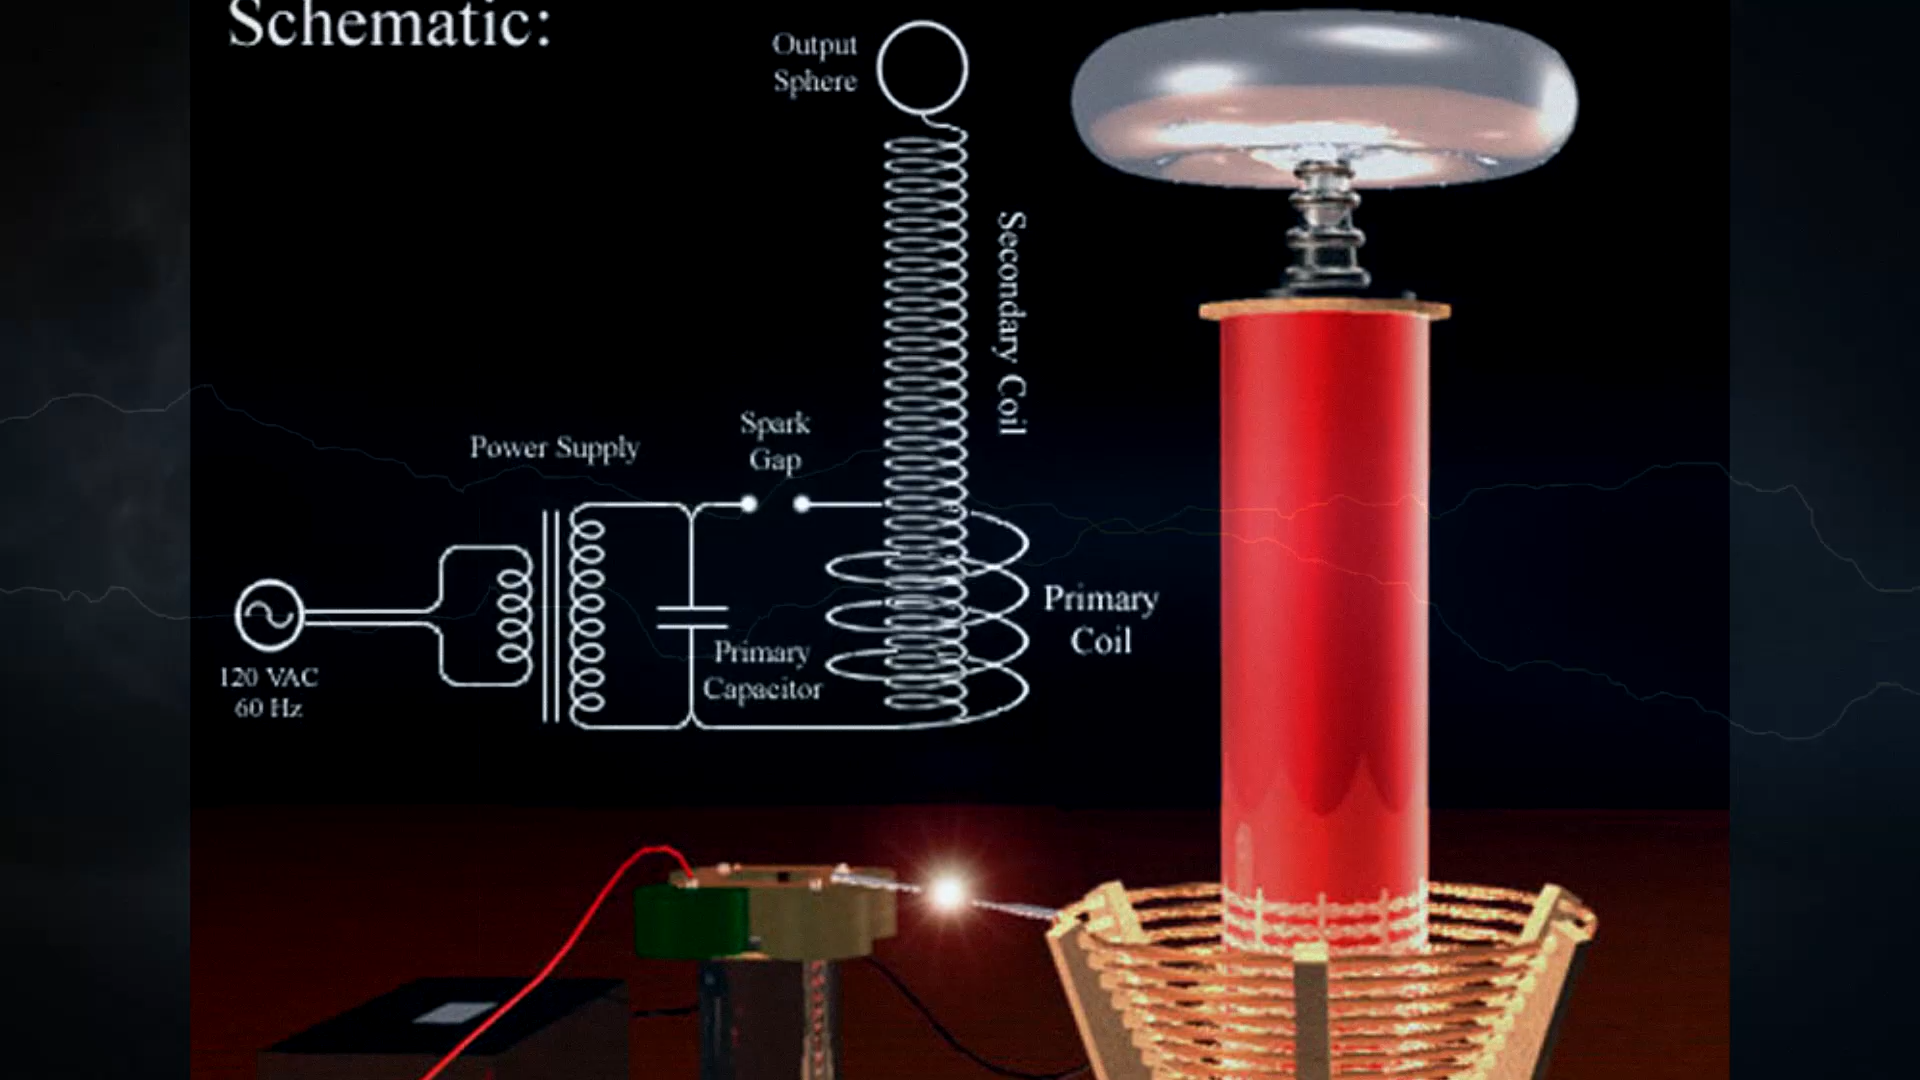 Schematic:
Output
Sphere
Secondary Coil
Spark
Gap
Power Supply
Primary
Coil
Primary
Capacitor
120 VAC
60 Hz